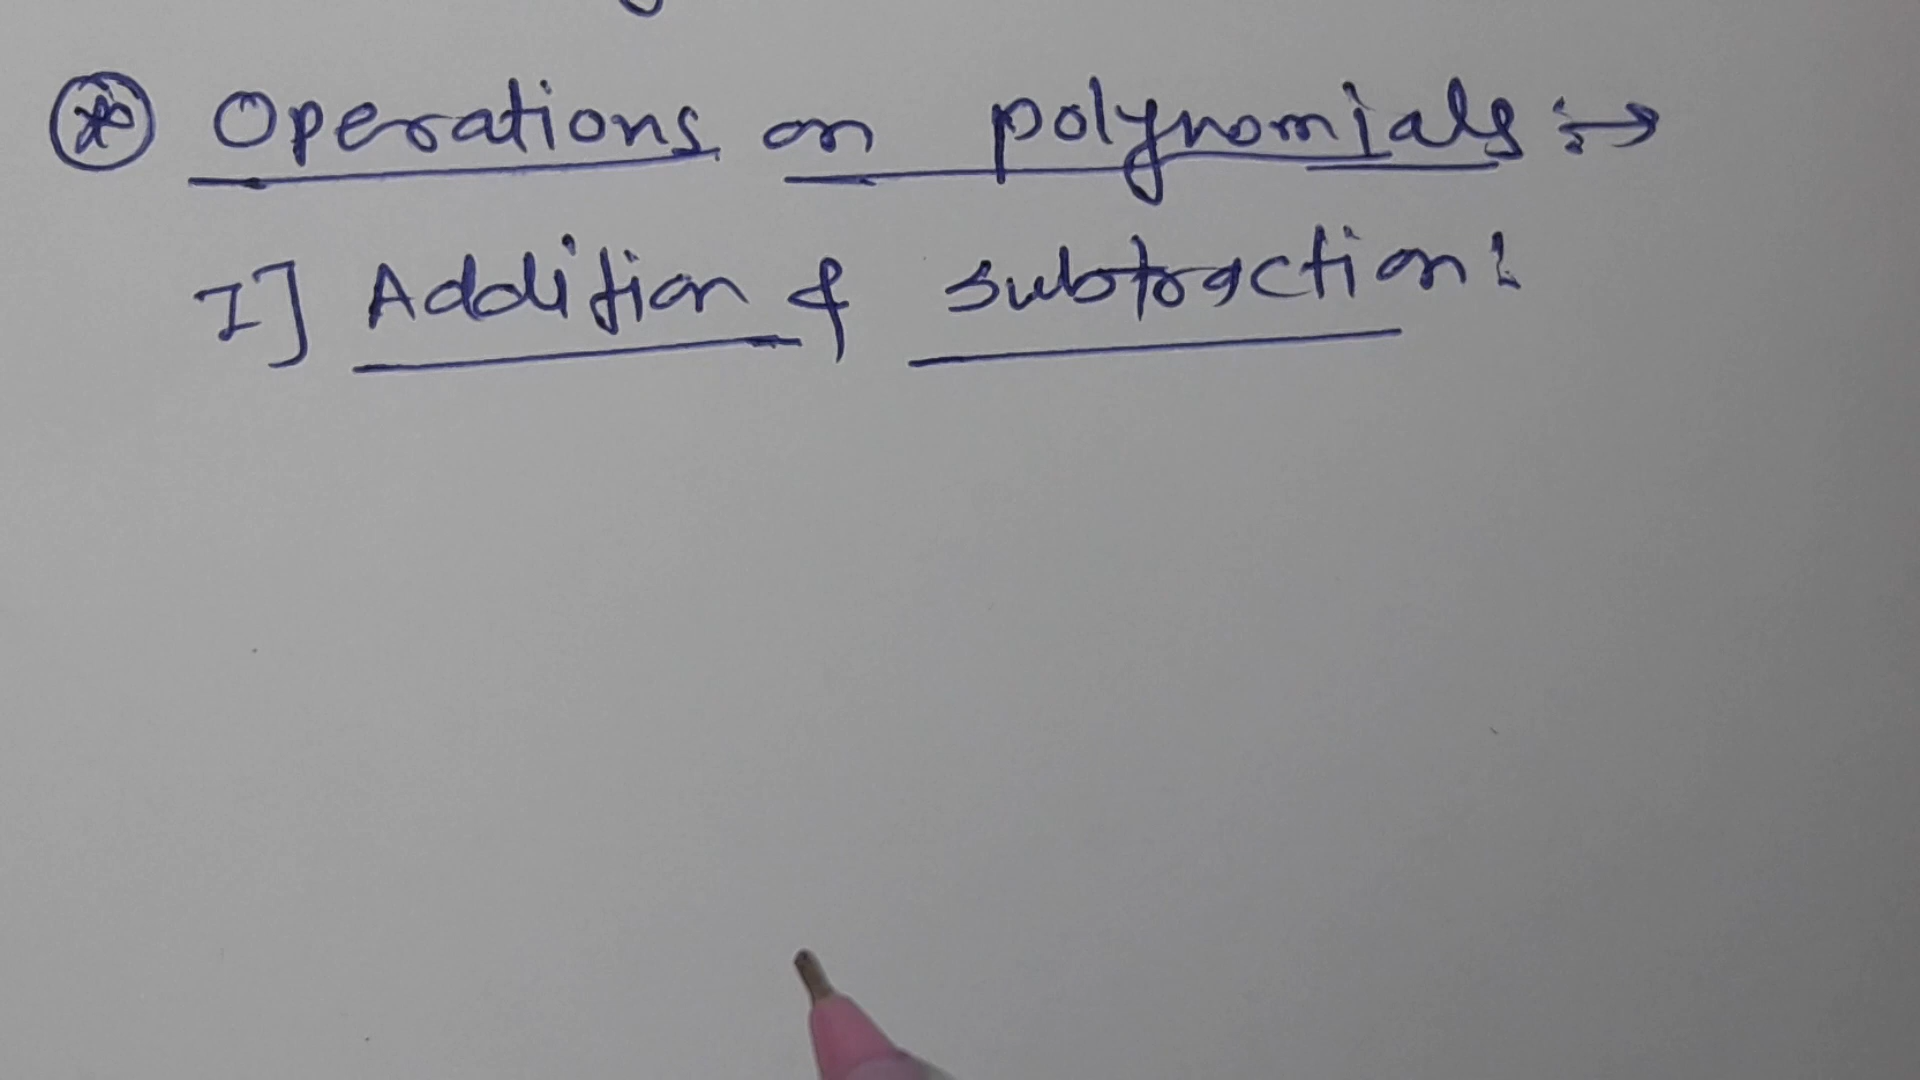 ⊛ Operations on polynomials :→
I] Addition & subtraction :